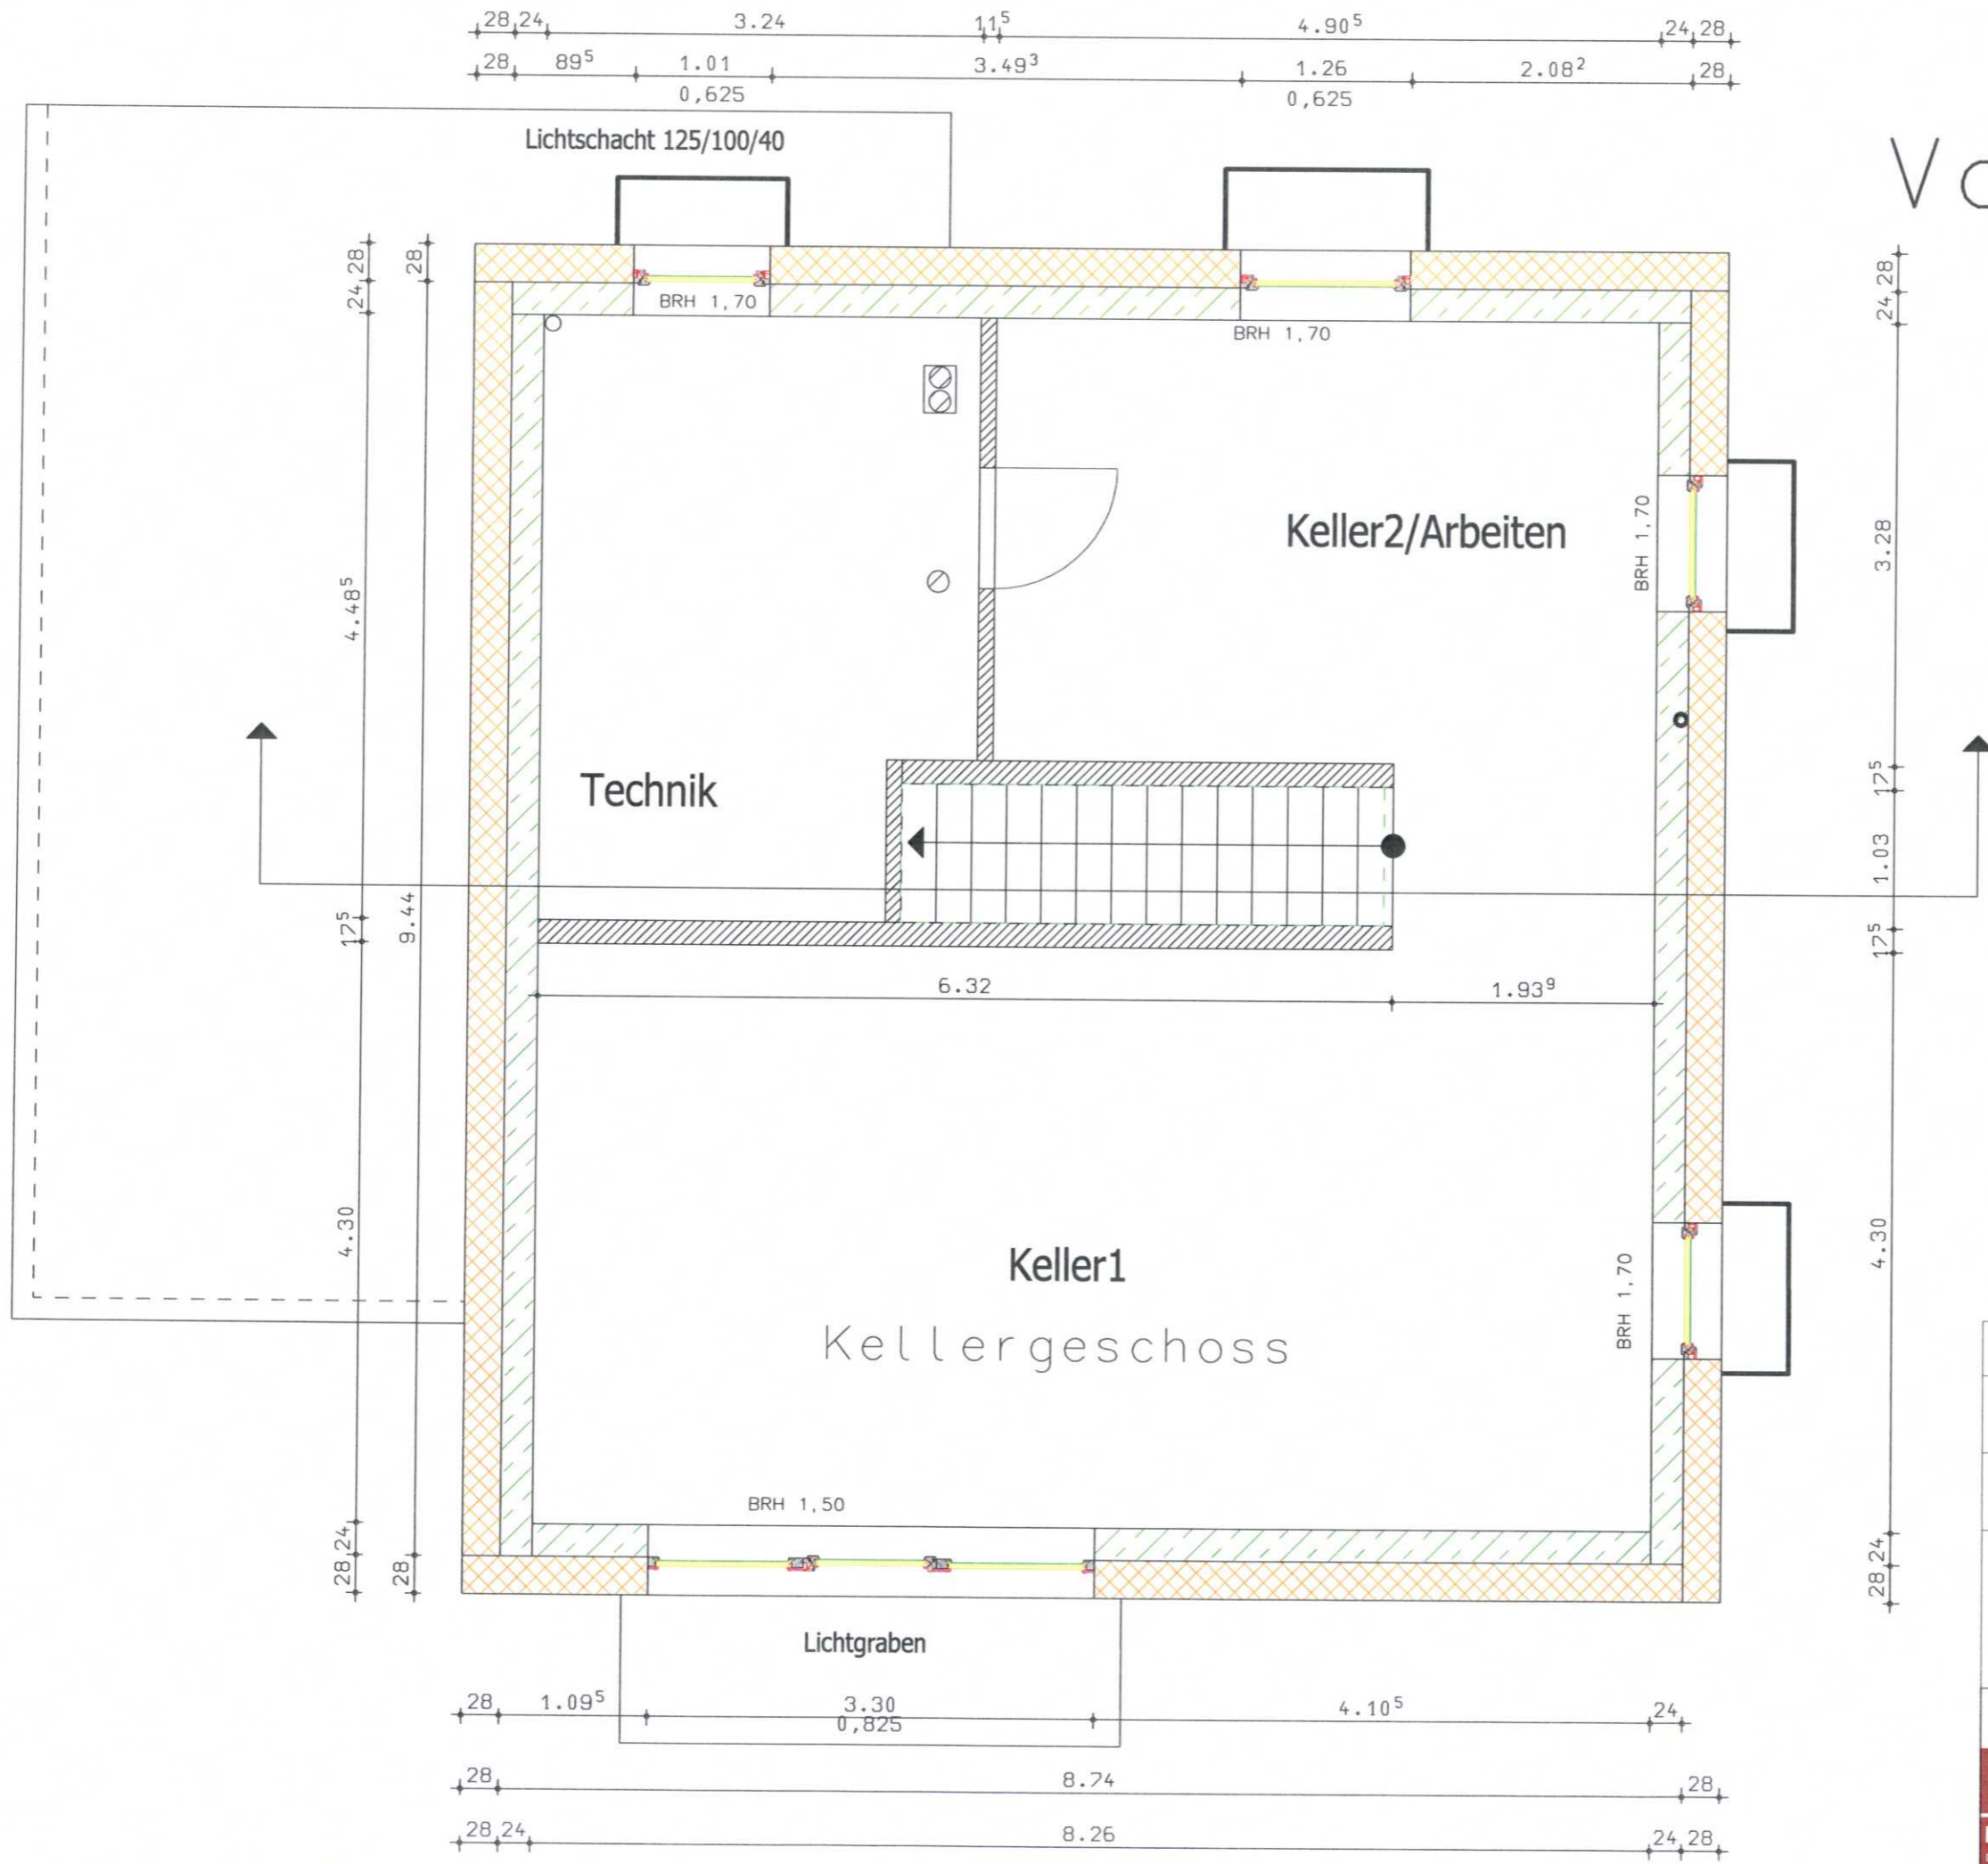 28 24 3.24 11⁵ 4.90⁵ 24 28
28 89⁵ 1.01 3.49³ 1.26 2.08² 28
0,625 0,625
Lichtschacht 125/100/40
28 28 28
24 BRH 1,70 24
BRH 1,70
Keller2/Arbeiten
BRH 1,70
3.28
4.48⁵
Technik
17⁵
1.03
9.44
17⁵ 17⁵
6.32 1.93⁹
4.30 4.30
Keller1
BRH 1,70
Kellergeschoss
BRH 1,50
24 24
28 28 28
Lichtgraben
28 1.09⁵ 3.30 4.10⁵ 24
0,825
28 8.74 28
28 24 8.26 24 28